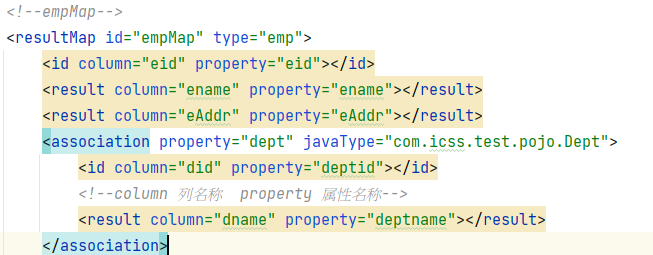 <!--empMap-->
<resultMap id="empMap" type="emp">
<id column="eid" property="eid"></id>
<result column="ename" property="ename"></result>
<result column="eAddr" property="eAddr"></result>
<association property="dept" javaType="com.icss.test.pojo.Dept">
<id column="did" property="deptid"></id>
<!--column 列名称  property 属性名称-->
<result column="dname" property="deptname"></result>
</association>